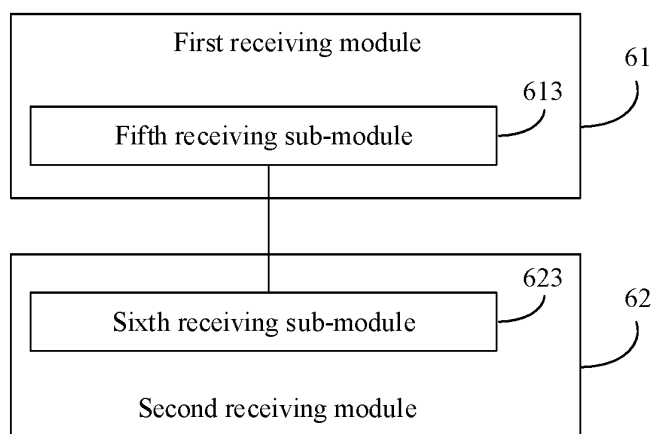 First receiving module
61
613
Fifth receiving sub-module
623
Sixth receiving sub-module
62
Second receiving module